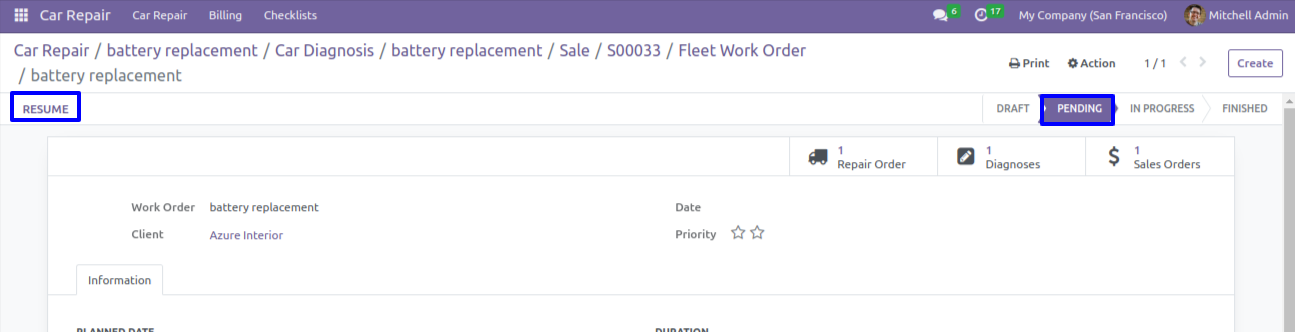 Car Repair Car Repair Billing Checklists 6 17 My Company (San Francisco) Mitchell Admin
Car Repair / battery replacement / Car Diagnosis / battery replacement / Sale / S00033 / Fleet Work Order
/ battery replacement
Print Action 1 / 1 Create
RESUME DRAFT PENDING IN PROGRESS FINISHED
1 Repair Order
1 Diagnoses
1 Sales Orders
Work Order battery replacement Date
Client Azure Interior Priority
Information
PLANNED DATE DURATION